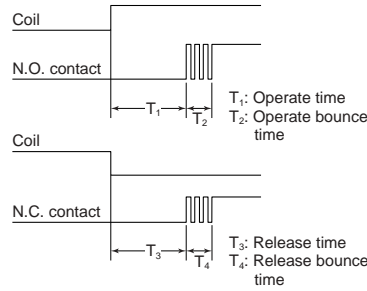 Coil
N.O. contact
T1
T2
T1: Operate time
T2: Operate bounce
time
Coil
N.C. contact
T3
T4
T3: Release time
T4: Release bounce
time